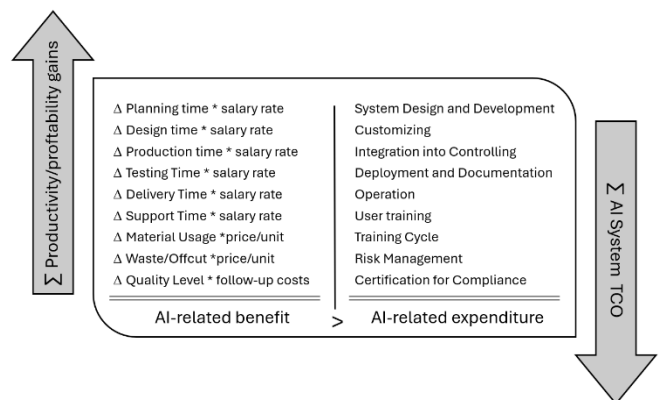 ∑ Productivity/proftability gains
Δ Planning time * salary rate
Δ Design time * salary rate
Δ Production time * salary rate
Δ Testing Time * salary rate
Δ Delivery Time * salary rate
Δ Support Time * salary rate
Δ Material Usage *price/unit
Δ Waste/Offcut *price/unit
Δ Quality Level * follow-up costs
AI-related benefit
>
System Design and Development
Customizing
Integration into Controlling
Deployment and Documentation
Operation
User training
Training Cycle
Risk Management
Certification for Compliance
AI-related expenditure
∑ AI System TCO